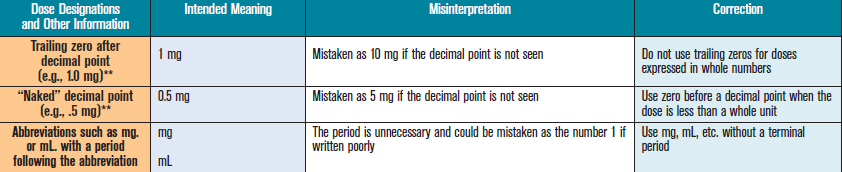 Dose Designations and Other Information	Intended Meaning	Misinterpretation	Correction
Trailing zero after decimal point (e.g., 1.0 mg)**	1 mg	Mistaken as 10 mg if the decimal point is not seen	Do not use trailing zeros for doses expressed in whole numbers
“Naked” decimal point (e.g., .5 mg)**	0.5 mg	Mistaken as 5 mg if the decimal point is not seen	Use zero before a decimal point when the dose is less than a whole unit
Abbreviations such as mg. or mL. with a period following the abbreviation	mg mL	The period is unnecessary and could be mistaken as the number 1 if written poorly	Use mg, mL, etc. without a terminal period